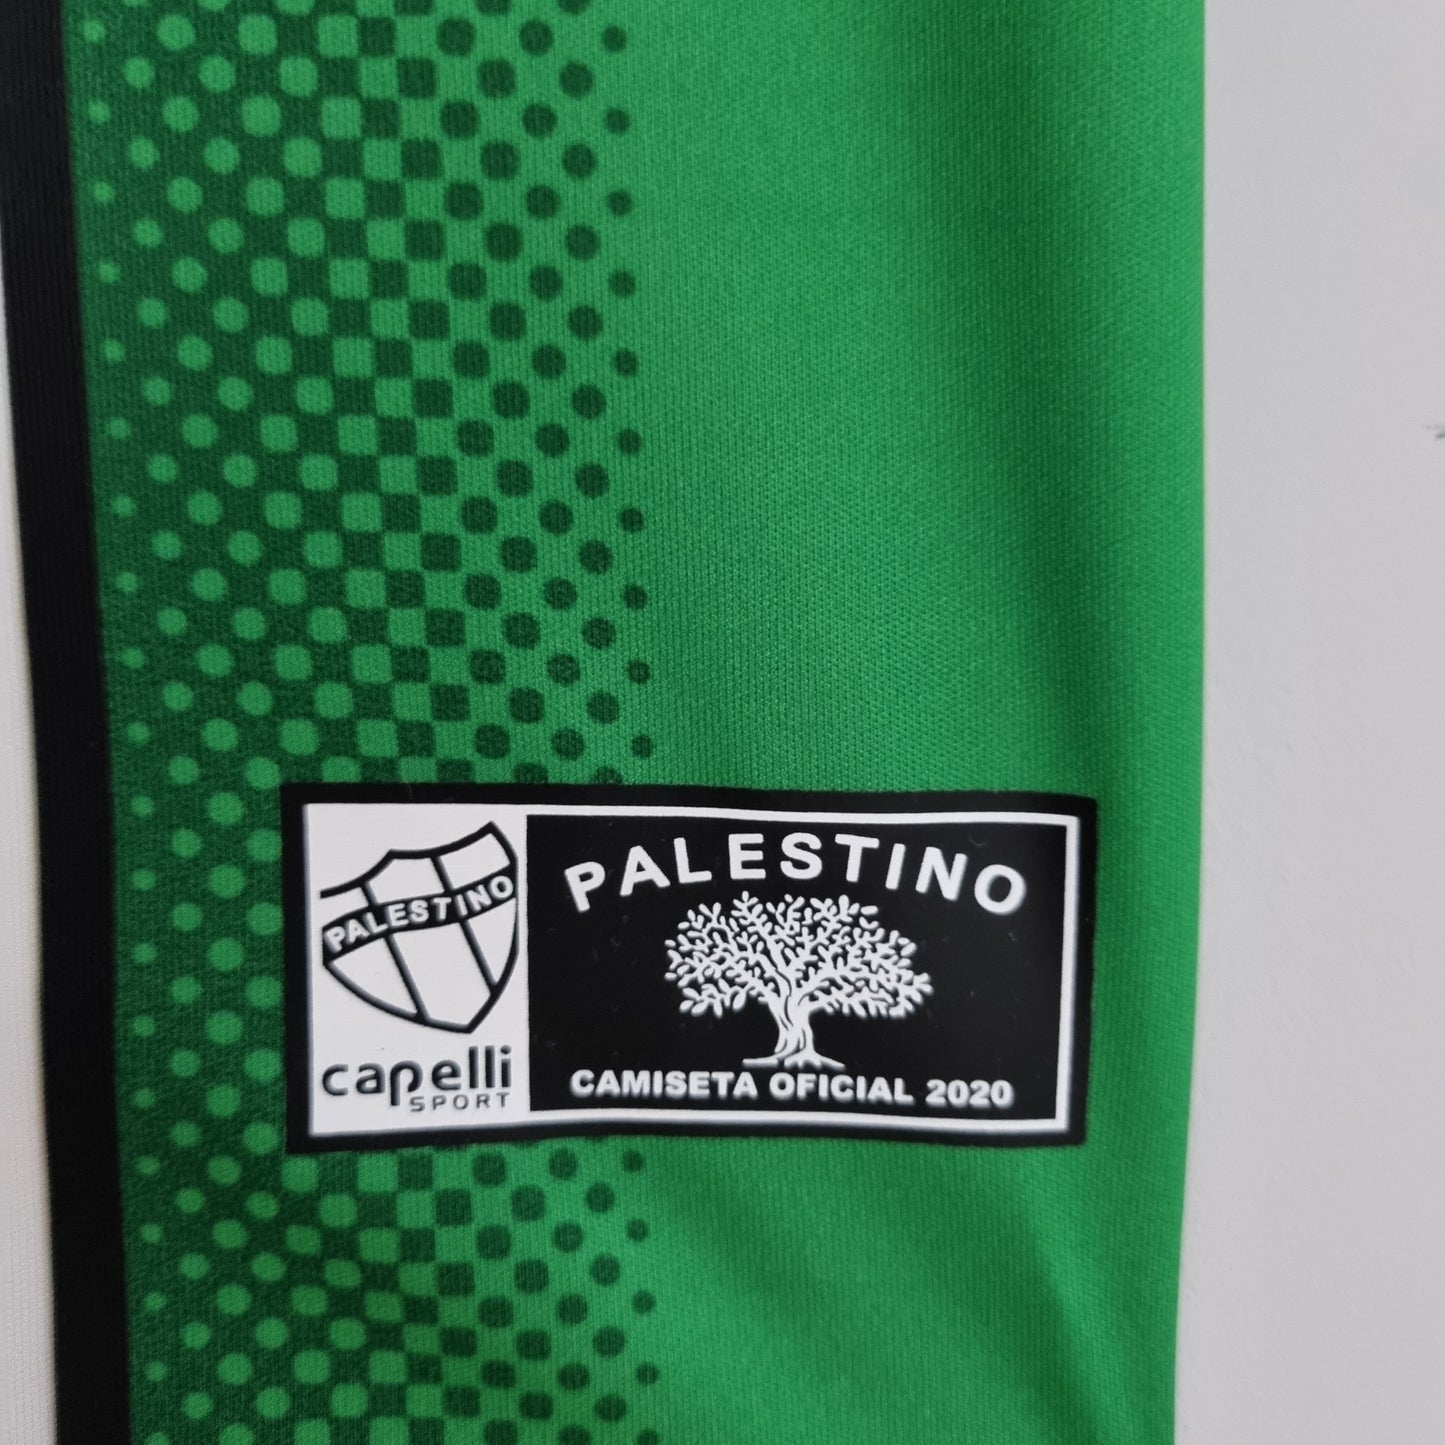 PALESTINO
capelli
SPORT
PALESTINO
CAMISETA OFICIAL 2020